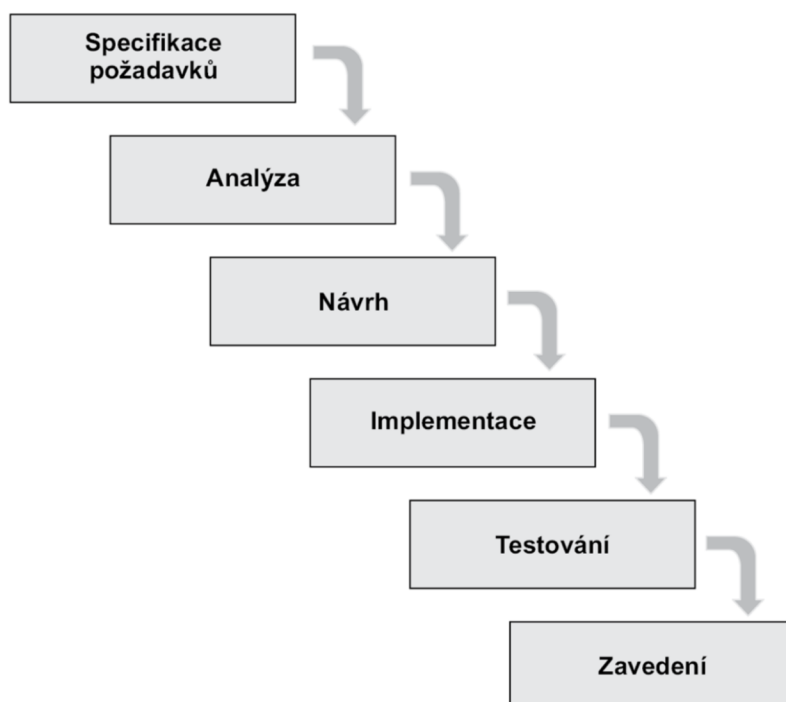 Specifikace
požadavků
Analýza
Návrh
Implementace
Testování
Zavedení